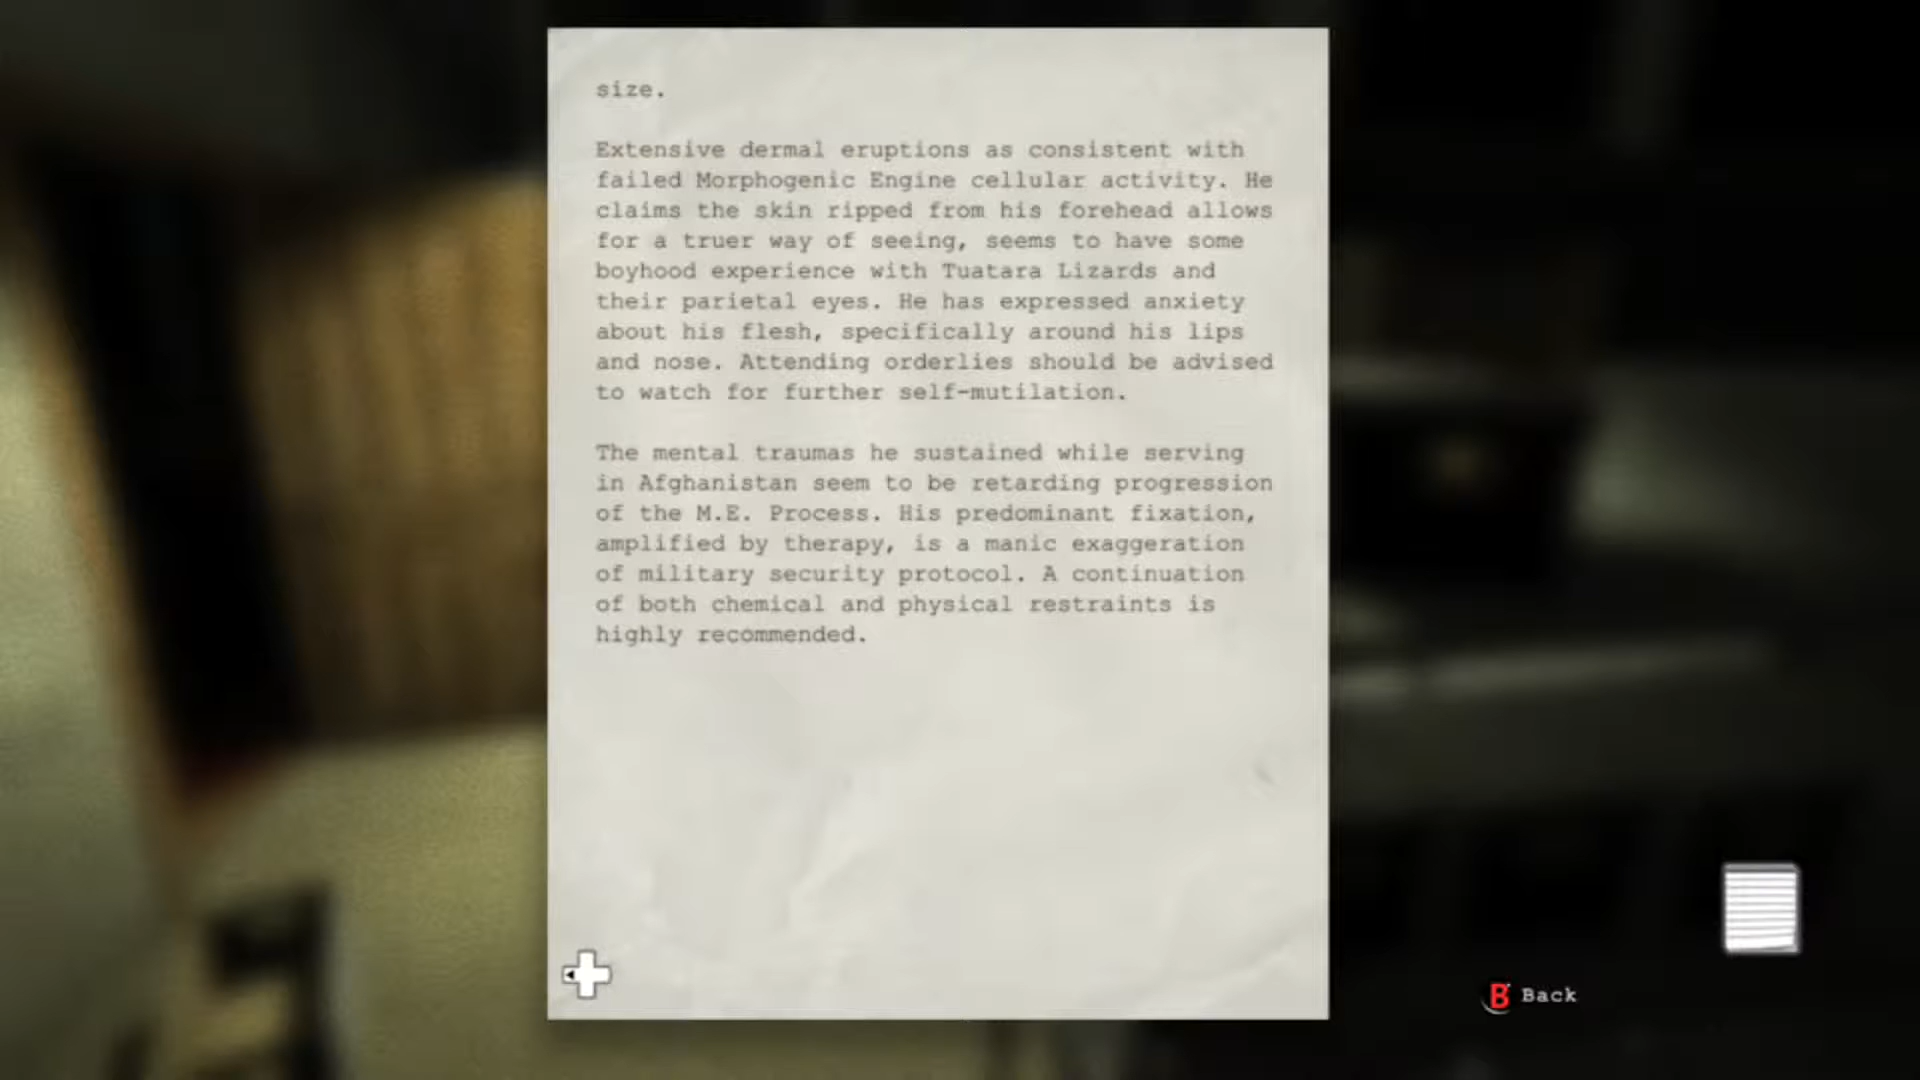 size.
Extensive dermal eruptions as consistent with
failed Morphogenic Engine cellular activity. He
claims the skin ripped from his forehead allows
for a truer way of seeing, seems to have some
boyhood experience with Tuatara Lizards and
their parietal eyes. He has expressed anxiety
about his flesh, specifically around his lips
and nose. Attending orderlies should be advised
to watch for further self-mutilation.
The mental traumas he sustained while serving
in Afghanistan seem to be retarding progression
of the M.E. Process. His predominant fixation,
amplified by therapy, is a manic exaggeration
of military security protocol. A continuation
of both chemical and physical restraints is
highly recommended.
B Back